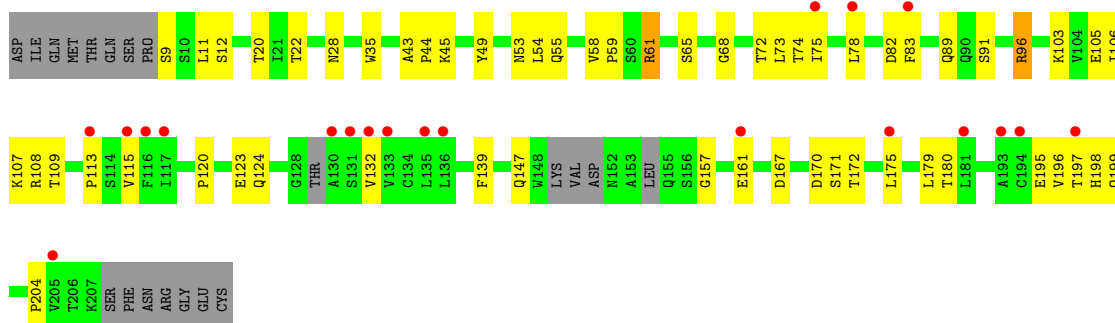 ASP ILE GLN MET THR GLN SER PRO S9 S10 L11 S12 T20 I21 T22 N28 W35 A43 P44 K45 Y49 N53 L54 Q55 V58 P59 S60 R61 S65 G68 T72 L73 T74 I75 L78 D82 F83 Q89 Q90 S91 R96 K103 V104 E105 I106
K107 R108 T109 P113 S114 V115 F116 I117 P120 E123 Q124 G128 THR A130 S131 V132 V133 C134 L135 L136 F139 Q147 W148 LYS VAL ASP N152 A153 LEU Q155 S156 G157 E161 D167 D170 S171 T172 L175 L179 T180 L181 A193 C194 E195 V196 T197 H198 Q199
P204 V205 T206 K207 SER PHE ASN ARG GLY GLU CYS